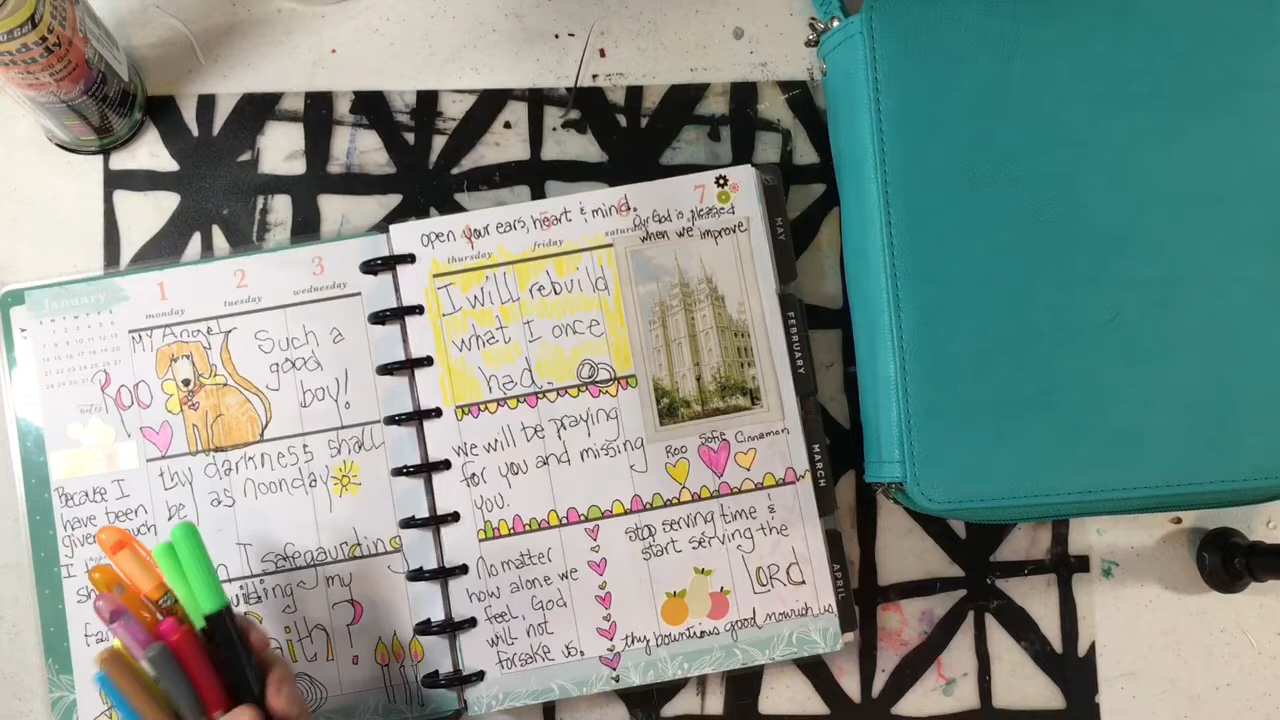 January
1
2
3
monday
tuesday
wednesday
My Angel
Roo
Such a
good
boy!
thy darkness shall
be as Noonday
Because I
have been
given much
I
I safegaurding
my
Faith?
open your ears, heart & mind.
thursday
friday
saturday
7
Our God is pleased
when we improve
I will rebuild
what I once
had.
we will be praying
for you and missing
you.
Roo
Sofie
Cinnamon
No matter
how alone we
feel, God
will not
forsake us.
stop serving time &
start serving the
LORD
thy bountious good nourish us
MAY
FEBRUARY
MARCH
APRIL